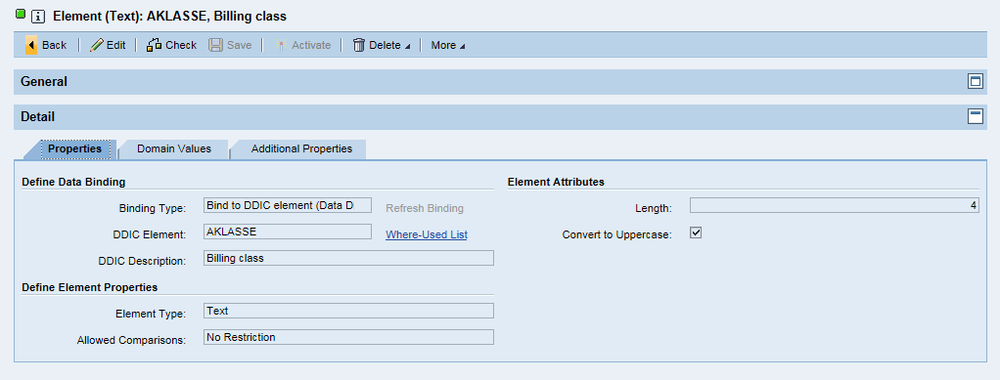 Element (Text): AKLASSE, Billing class
Back Edit Check Save Activate Delete More
General
Detail
Properties Domain Values Additional Properties
Define Data Binding Element Attributes
Binding Type: Bind to DDIC element (Data D Refresh Binding Length: 4
DDIC Element: AKLASSE Where-Used List Convert to Uppercase:
DDIC Description: Billing class
Define Element Properties
Element Type: Text
Allowed Comparisons: No Restriction